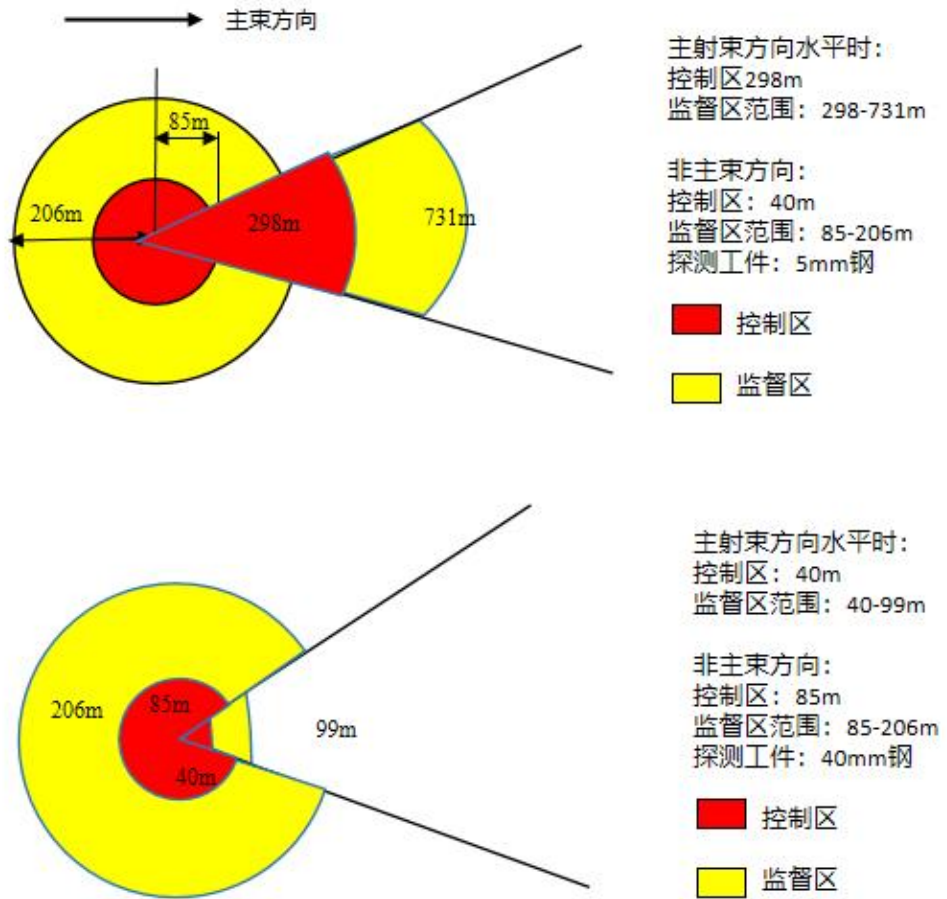 主束方向
85m
206m
298m
731m
主射束方向水平时：
控制区298m
监督区范围：298-731m
非主束方向：
控制区：40m
监督区范围：85-206m
探测工件：5mm钢
控制区
监督区
206m
85m
40m
99m
主射束方向水平时：
控制区：40m
监督区范围：40-99m
非主束方向：
控制区：85m
监督区范围：85-206m
探测工件：40mm钢
控制区
监督区